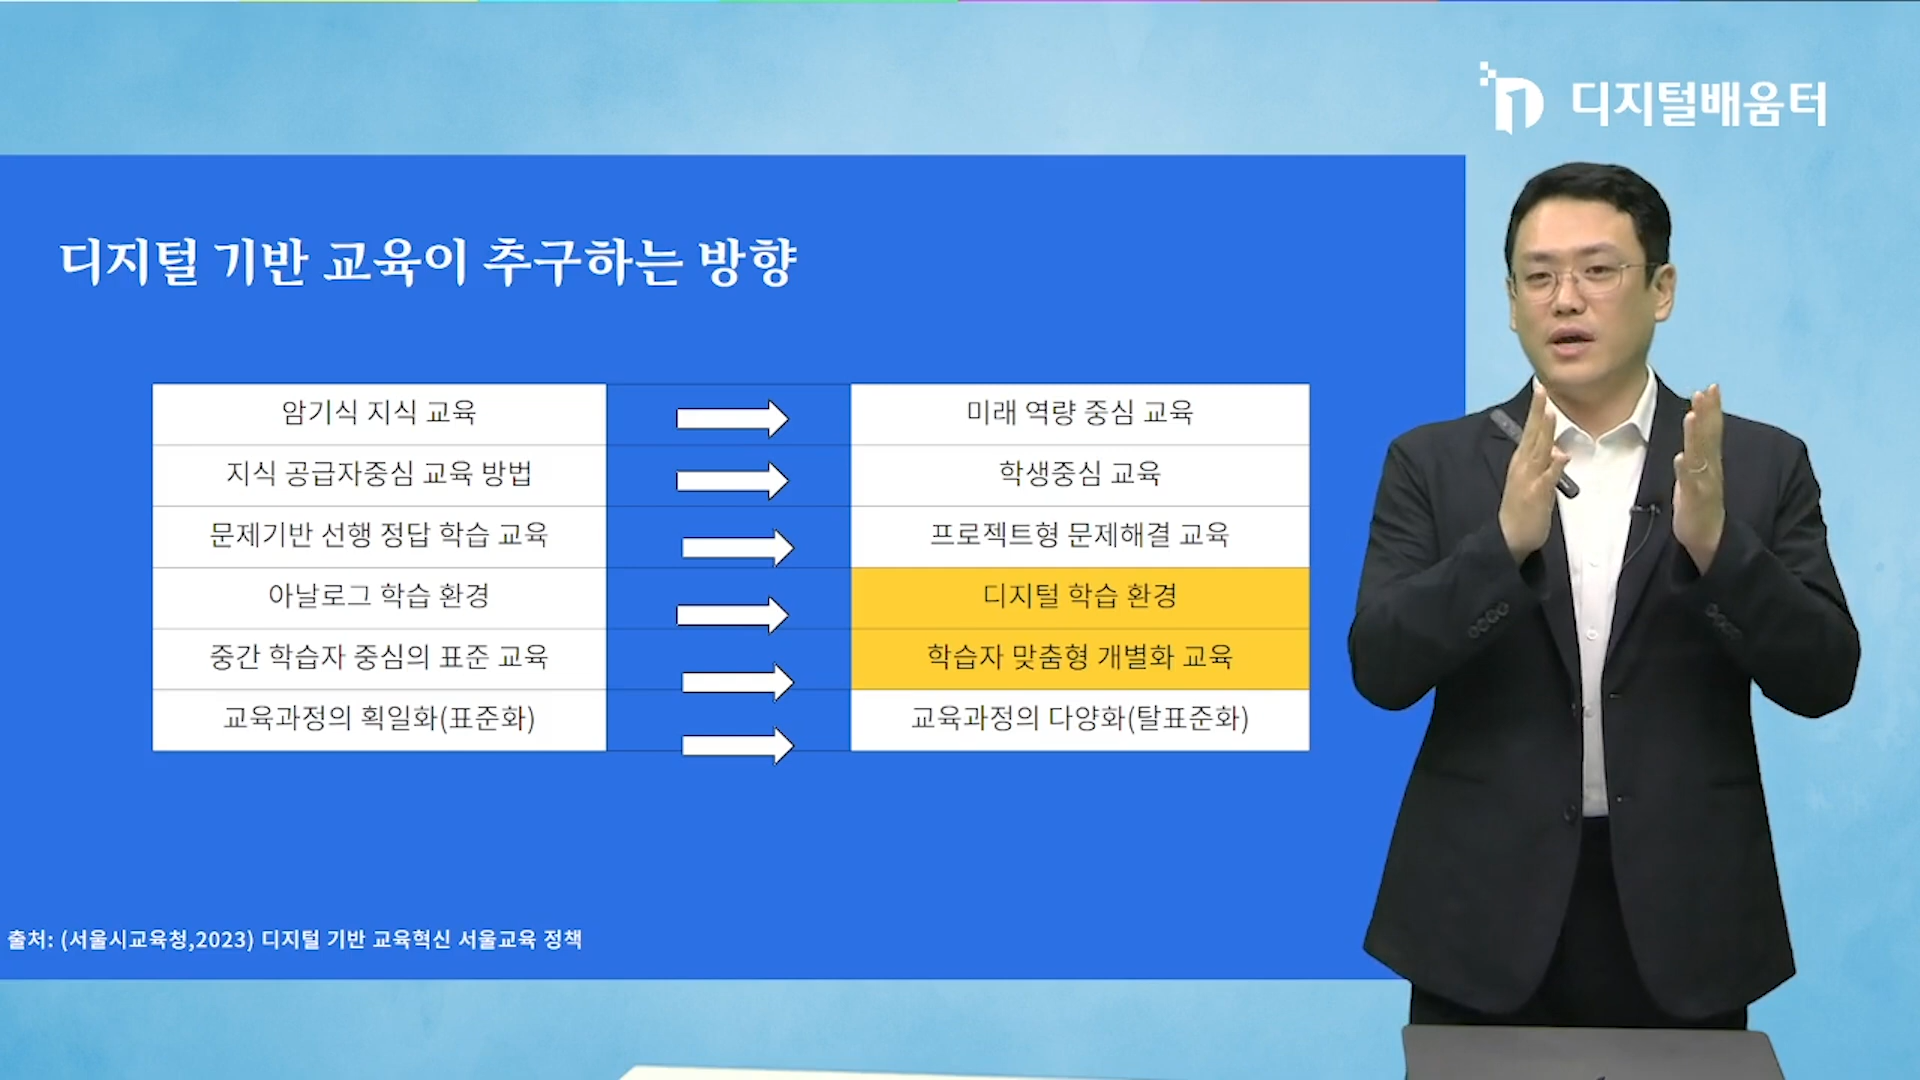 디지털배움터
디지털 기반 교육이 추구하는 방향
암기식 지식 교육
미래 역량 중심 교육
지식 공급자중심 교육 방법
학생중심 교육
문제기반 선행 정답 학습 교육
프로젝트형 문제해결 교육
아날로그 학습 환경
디지털 학습 환경
중간 학습자 중심의 표준 교육
학습자 맞춤형 개별화 교육
교육과정의 획일화(표준화)
교육과정의 다양화(탈표준화)
출처: (서울시교육청,2023) 디지털 기반 교육혁신 서울교육 정책